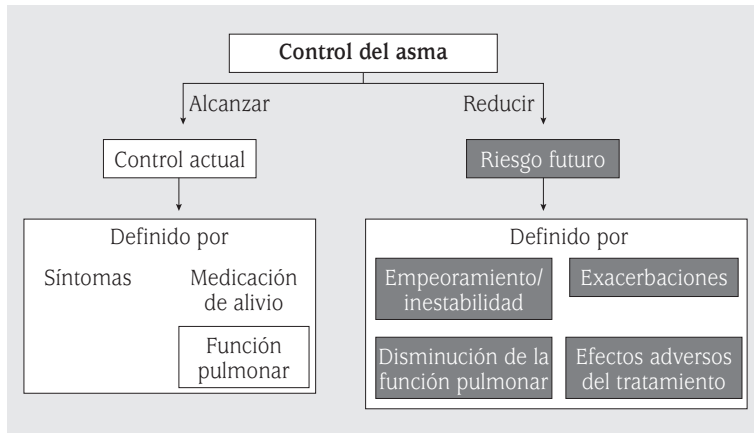 Control del asma
Alcanzar
Reducir
Control actual
Riesgo futuro
Definido por
Síntomas
Medicación
de alivio
Función
pulmonar
Definido por
Empeoramiento/
inestabilidad
Exacerbaciones
Disminución de la
función pulmonar
Efectos adversos
del tratamiento